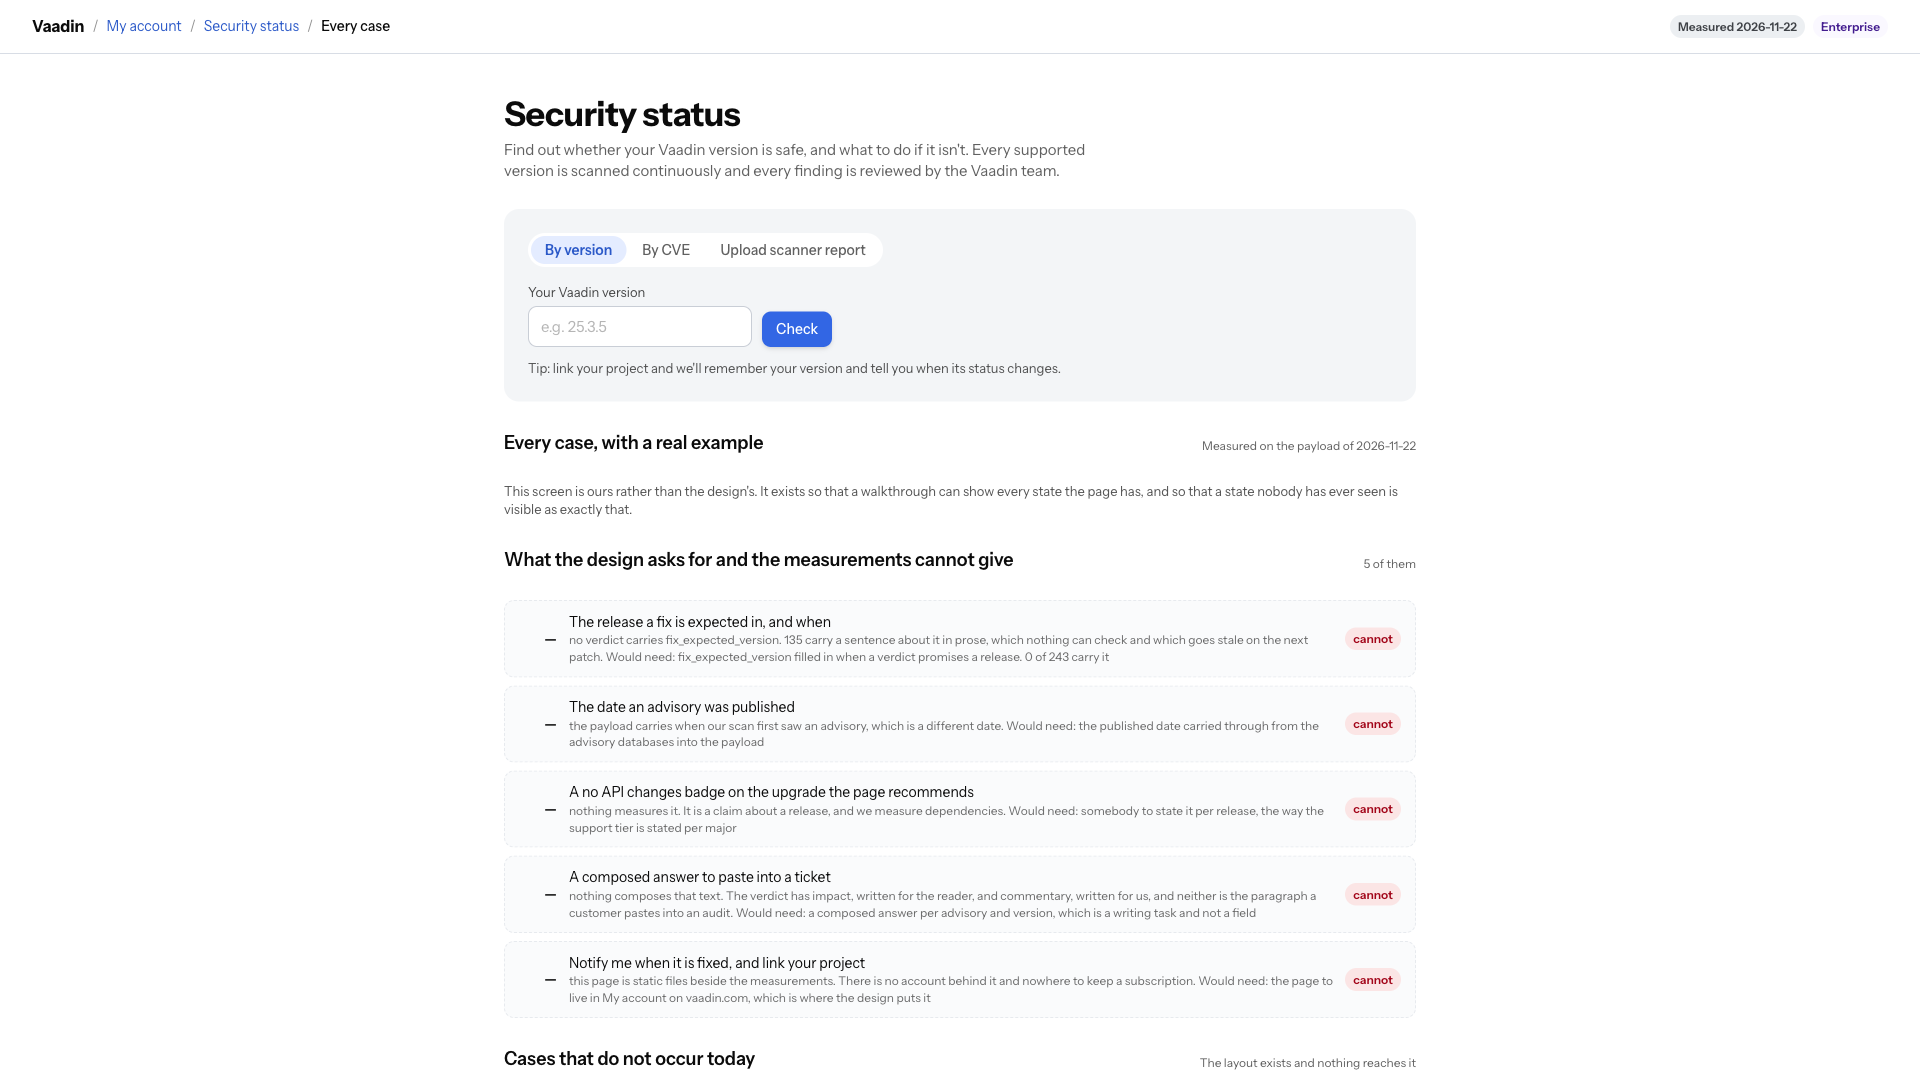 Vaadin / My account / Security status / Every case
Measured 2026-11-22 Enterprise
Security status
Find out whether your Vaadin version is safe, and what to do if it isn't. Every supported
version is scanned continuously and every finding is reviewed by the Vaadin team.
By version By CVE Upload scanner report
Your Vaadin version
e.g. 25.3.5
Check
Tip: link your project and we'll remember your version and tell you when its status changes.
Every case, with a real example
Measured on the payload of 2026-11-22
This screen is ours rather than the design's. It exists so that a walkthrough can show every state the page has, and so that a state nobody has ever seen is
visible as exactly that.
What the design asks for and the measurements cannot give
5 of them
The release a fix is expected in, and when
— no verdict carries fix_expected_version. 135 carry a sentence about it in prose, which nothing can check and which goes stale on the next
patch. Would need: fix_expected_version filled in when a verdict promises a release. 0 of 243 carry it
cannot
The date an advisory was published
— the payload carries when our scan first saw an advisory, which is a different date. Would need: the published date carried through from the
advisory databases into the payload
cannot
A no API changes badge on the upgrade the page recommends
— nothing measures it. It is a claim about a release, and we measure dependencies. Would need: somebody to state it per release, the way the
support tier is stated per major
cannot
A composed answer to paste into a ticket
— nothing composes that text. The verdict has impact, written for the reader, and commentary, written for us, and neither is the paragraph a
customer pastes into an audit. Would need: a composed answer per advisory and version, which is a writing task and not a field
cannot
Notify me when it is fixed, and link your project
— this page is static files beside the measurements. There is no account behind it and nowhere to keep a subscription. Would need: the page to
live in My account on vaadin.com, which is where the design puts it
cannot
Cases that do not occur today
The layout exists and nothing reaches it